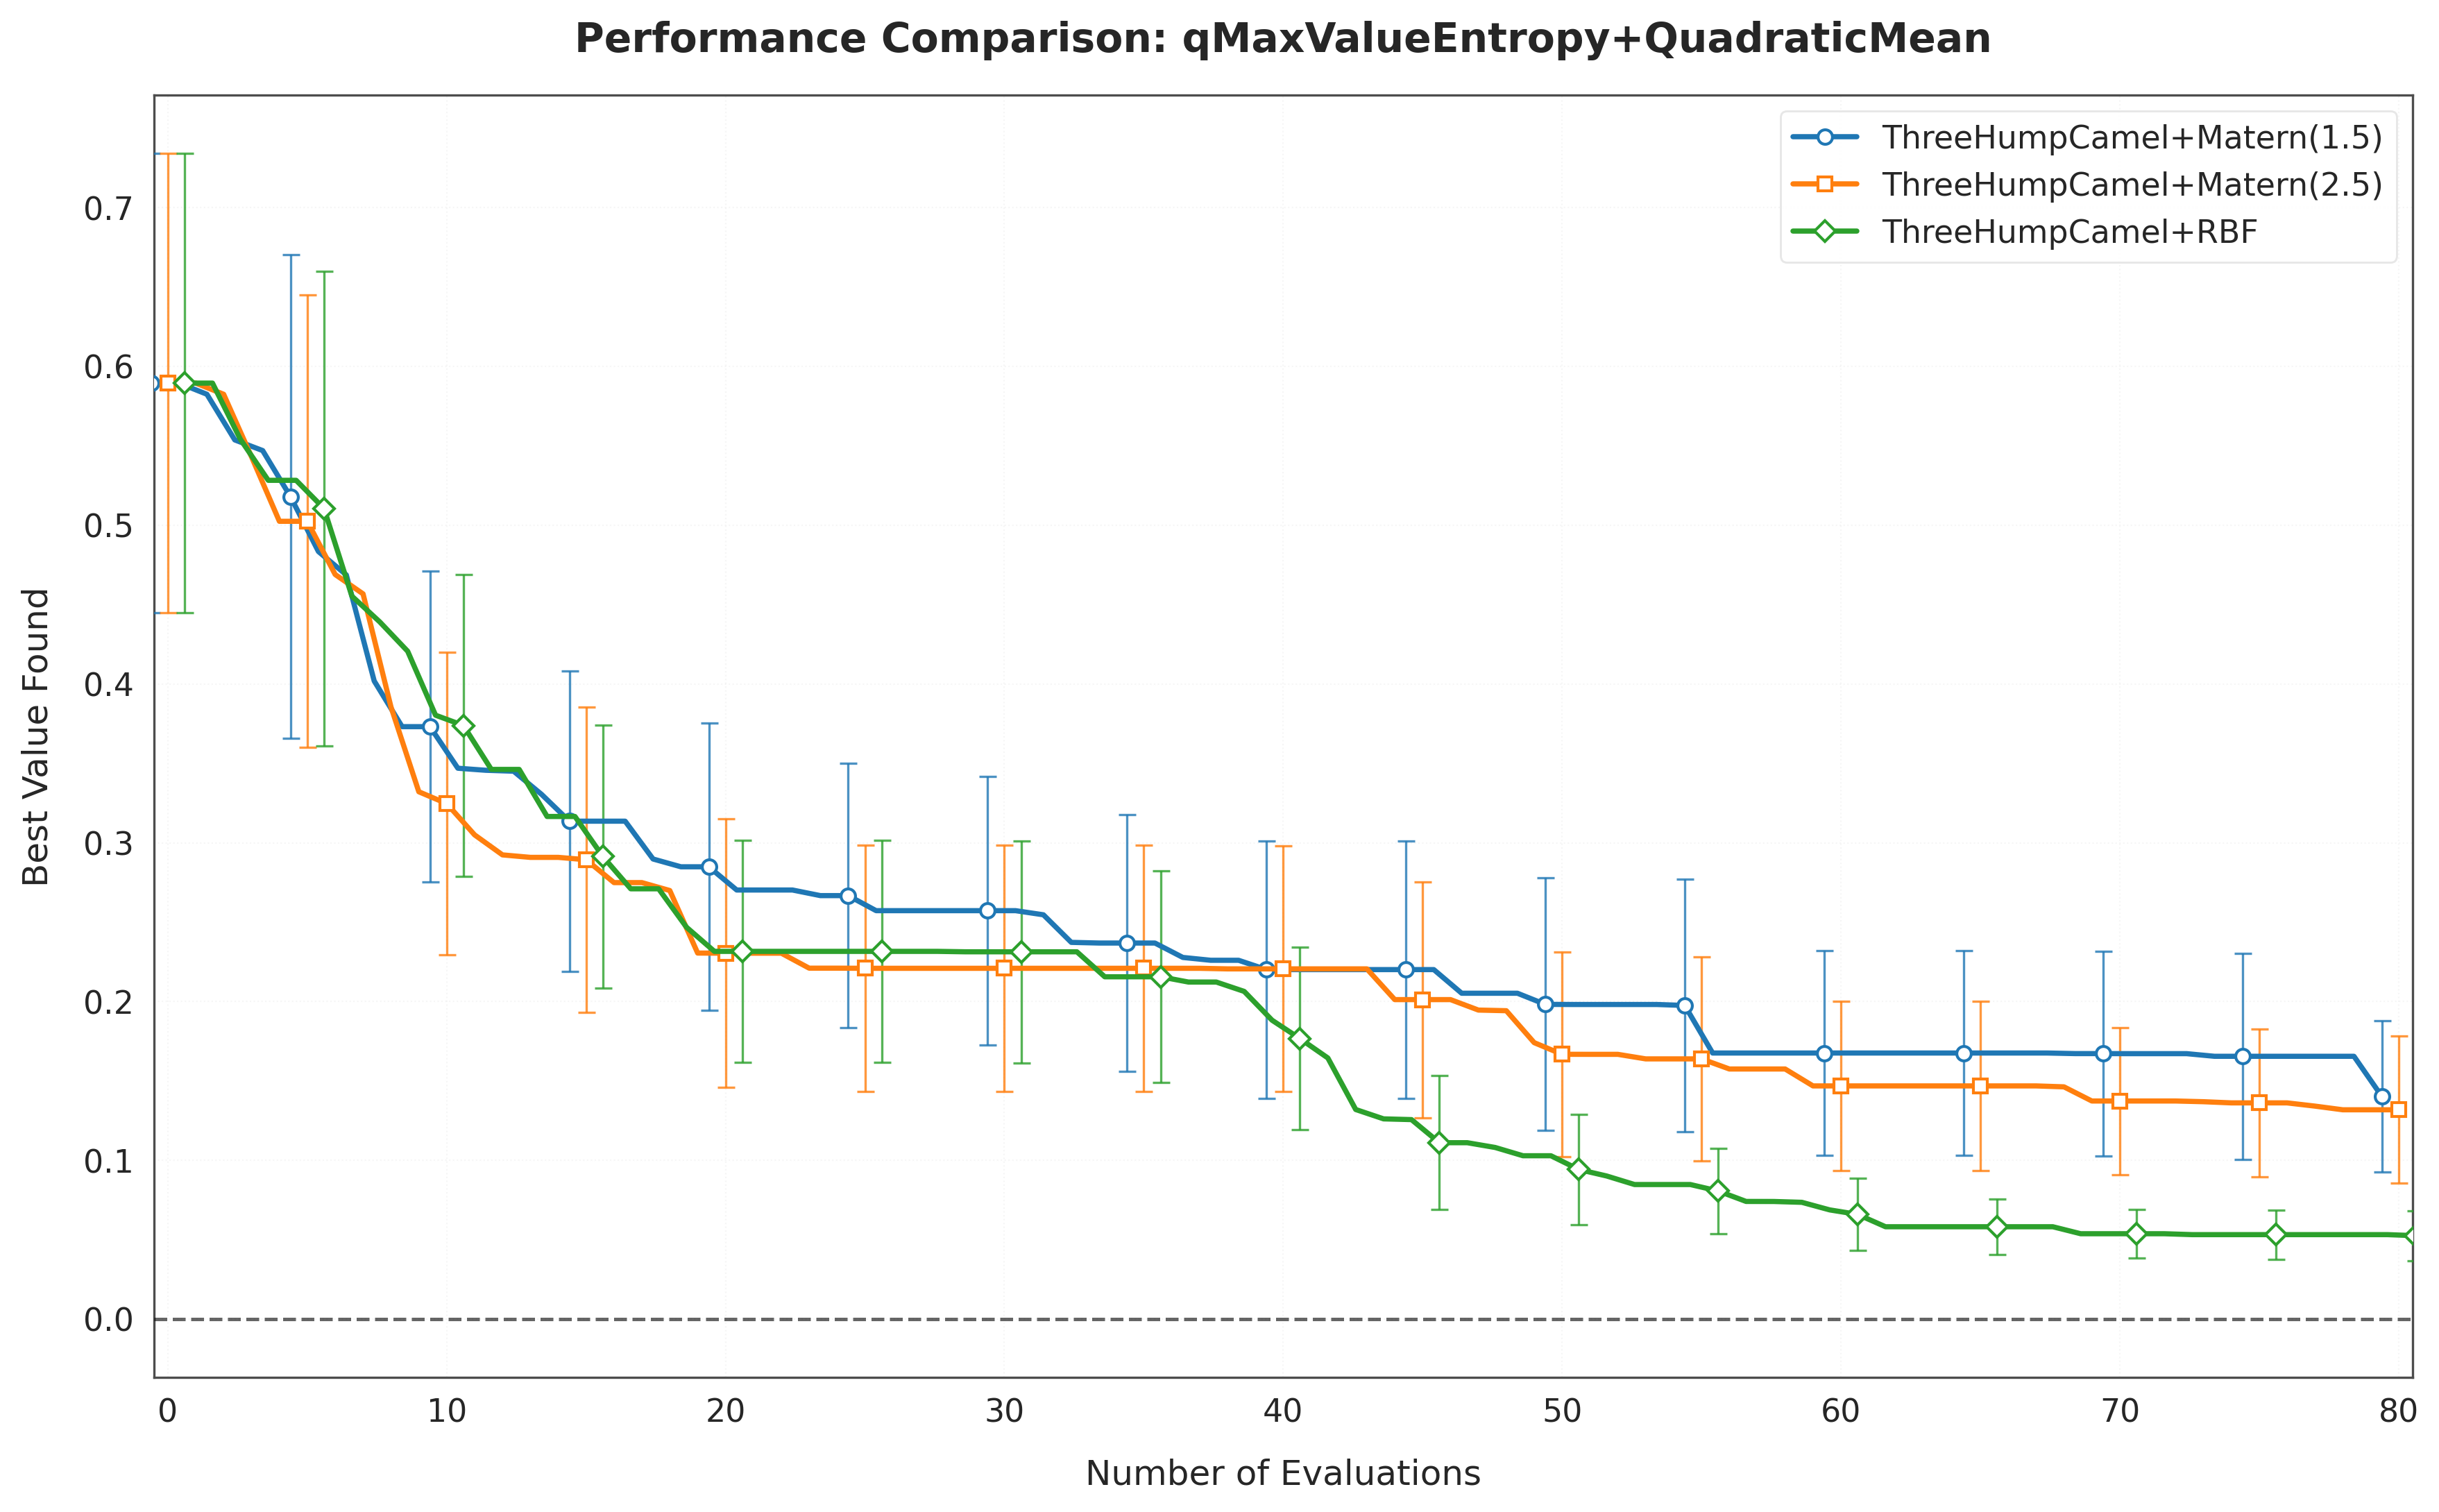 Performance Comparison: qMaxValueEntropy+QuadraticMean
ThreeHumpCamel+Matern(1.5)
ThreeHumpCamel+Matern(2.5)
ThreeHumpCamel+RBF
Best Value Found
0.7
0.6
0.5
0.4
0.3
0.2
0.1
0.0
0 10 20 30 40 50 60 70 80
Number of Evaluations